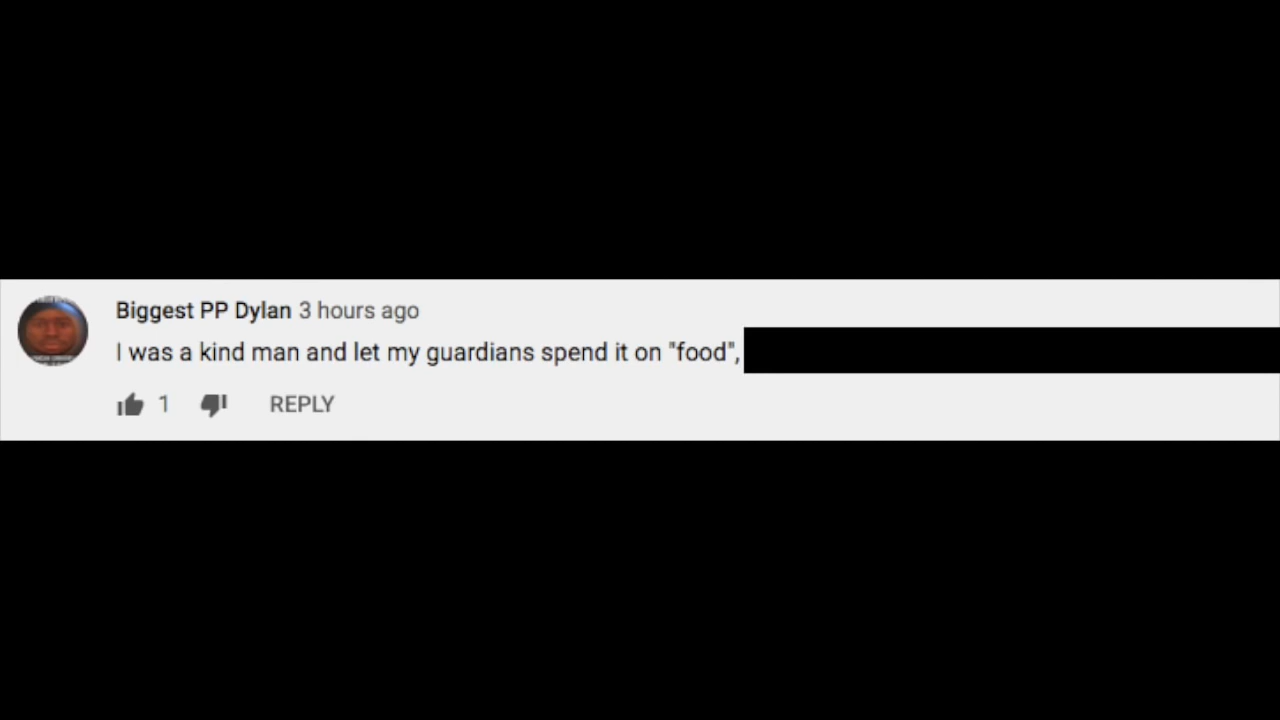 Biggest PP Dylan 3 hours ago
I was a kind man and let my guardians spend it on "food",
1 REPLY